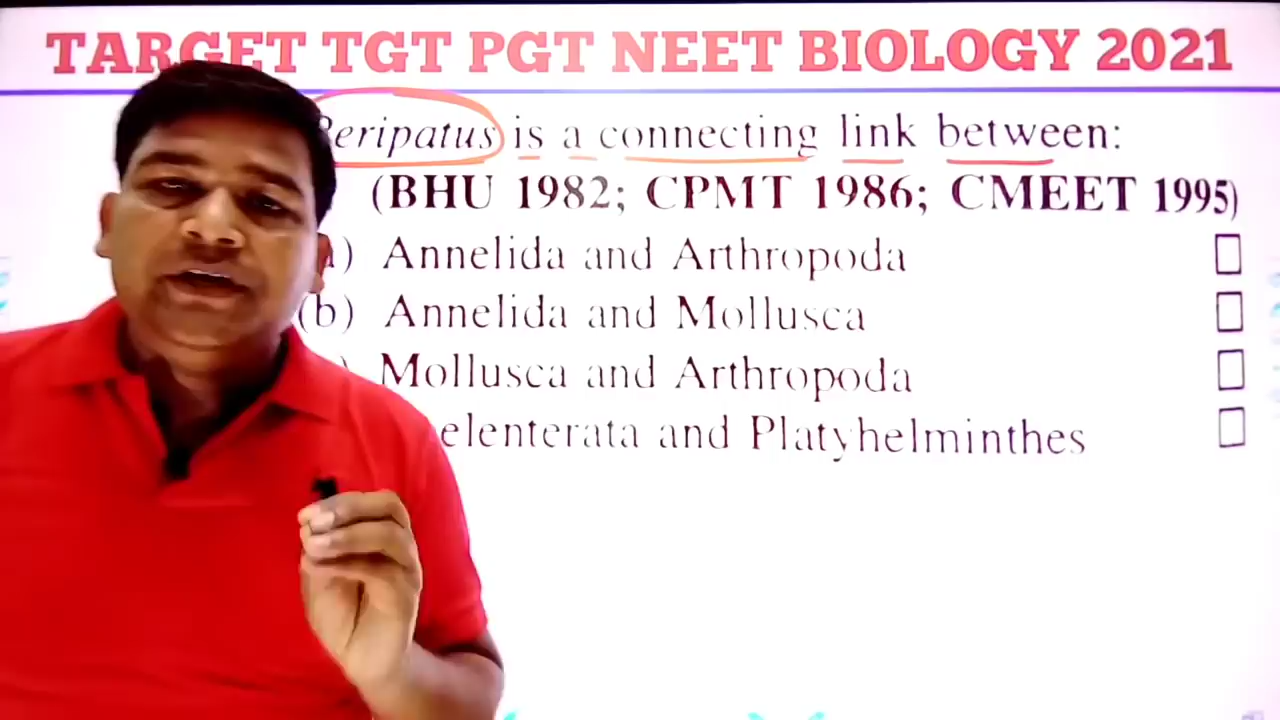 TARGET TGT PGT NEET BIOLOGY 2021
Peripatus is a connecting link between:
(BHU 1982; CPMT 1986; CMEET 1995)
a) Annelida and Arthropoda
(b) Annelida and Mollusca
) Mollusca and Arthropoda
elenterata and Platyhelminthes